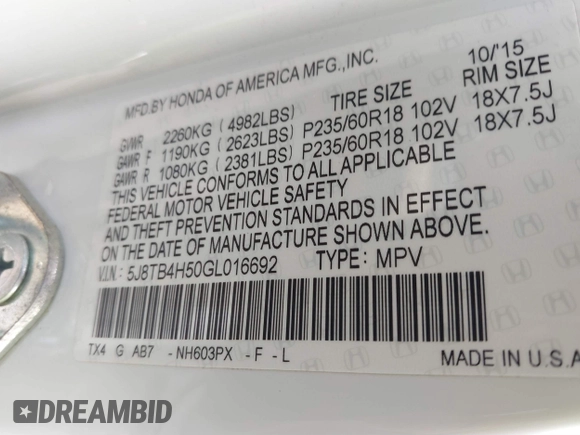 MFD.BY HONDA OF AMERICA MFG.,INC. 10/'15
TIRE SIZE RIM SIZE
GVWR 2260KG ( 4982LBS)
GAWR F 1190KG ( 2623LBS) P235/60R18 102V 18X7.5J
GAWR R 1080KG ( 2381LBS) P235/60R18 102V 18X7.5J
THIS VEHICLE CONFORMS TO ALL APPLICABLE
FEDERAL MOTOR VEHICLE SAFETY
AND THEFT PREVENTION STANDARDS IN EFFECT
ON THE DATE OF MANUFACTURE SHOWN ABOVE.
V.I.N.: 5J8TB4H50GL016692 TYPE: MPV
TX4 G AB7 -NH603PX -F -L MADE IN U.S.A
DREAMBID